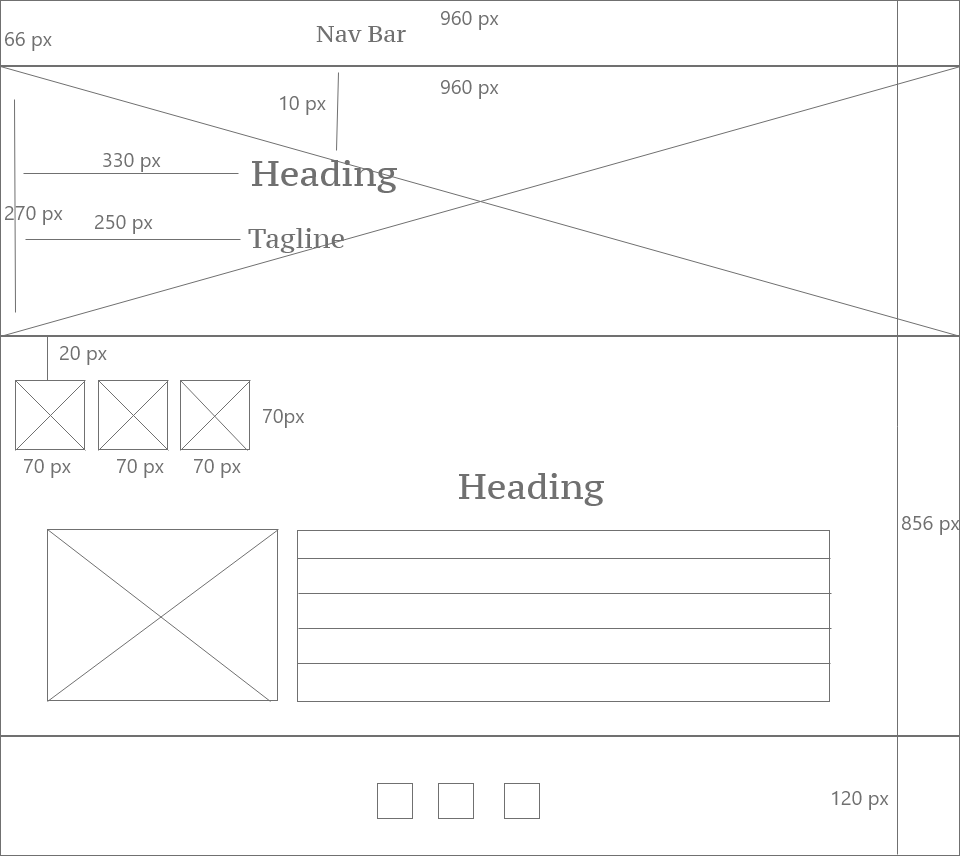 960 px
Nav Bar
66 px
960 px
10 px
330 px
Heading
270 px
250 px
Tagline
20 px
70px
70 px
70 px
70 px
Heading
856 px
120 px